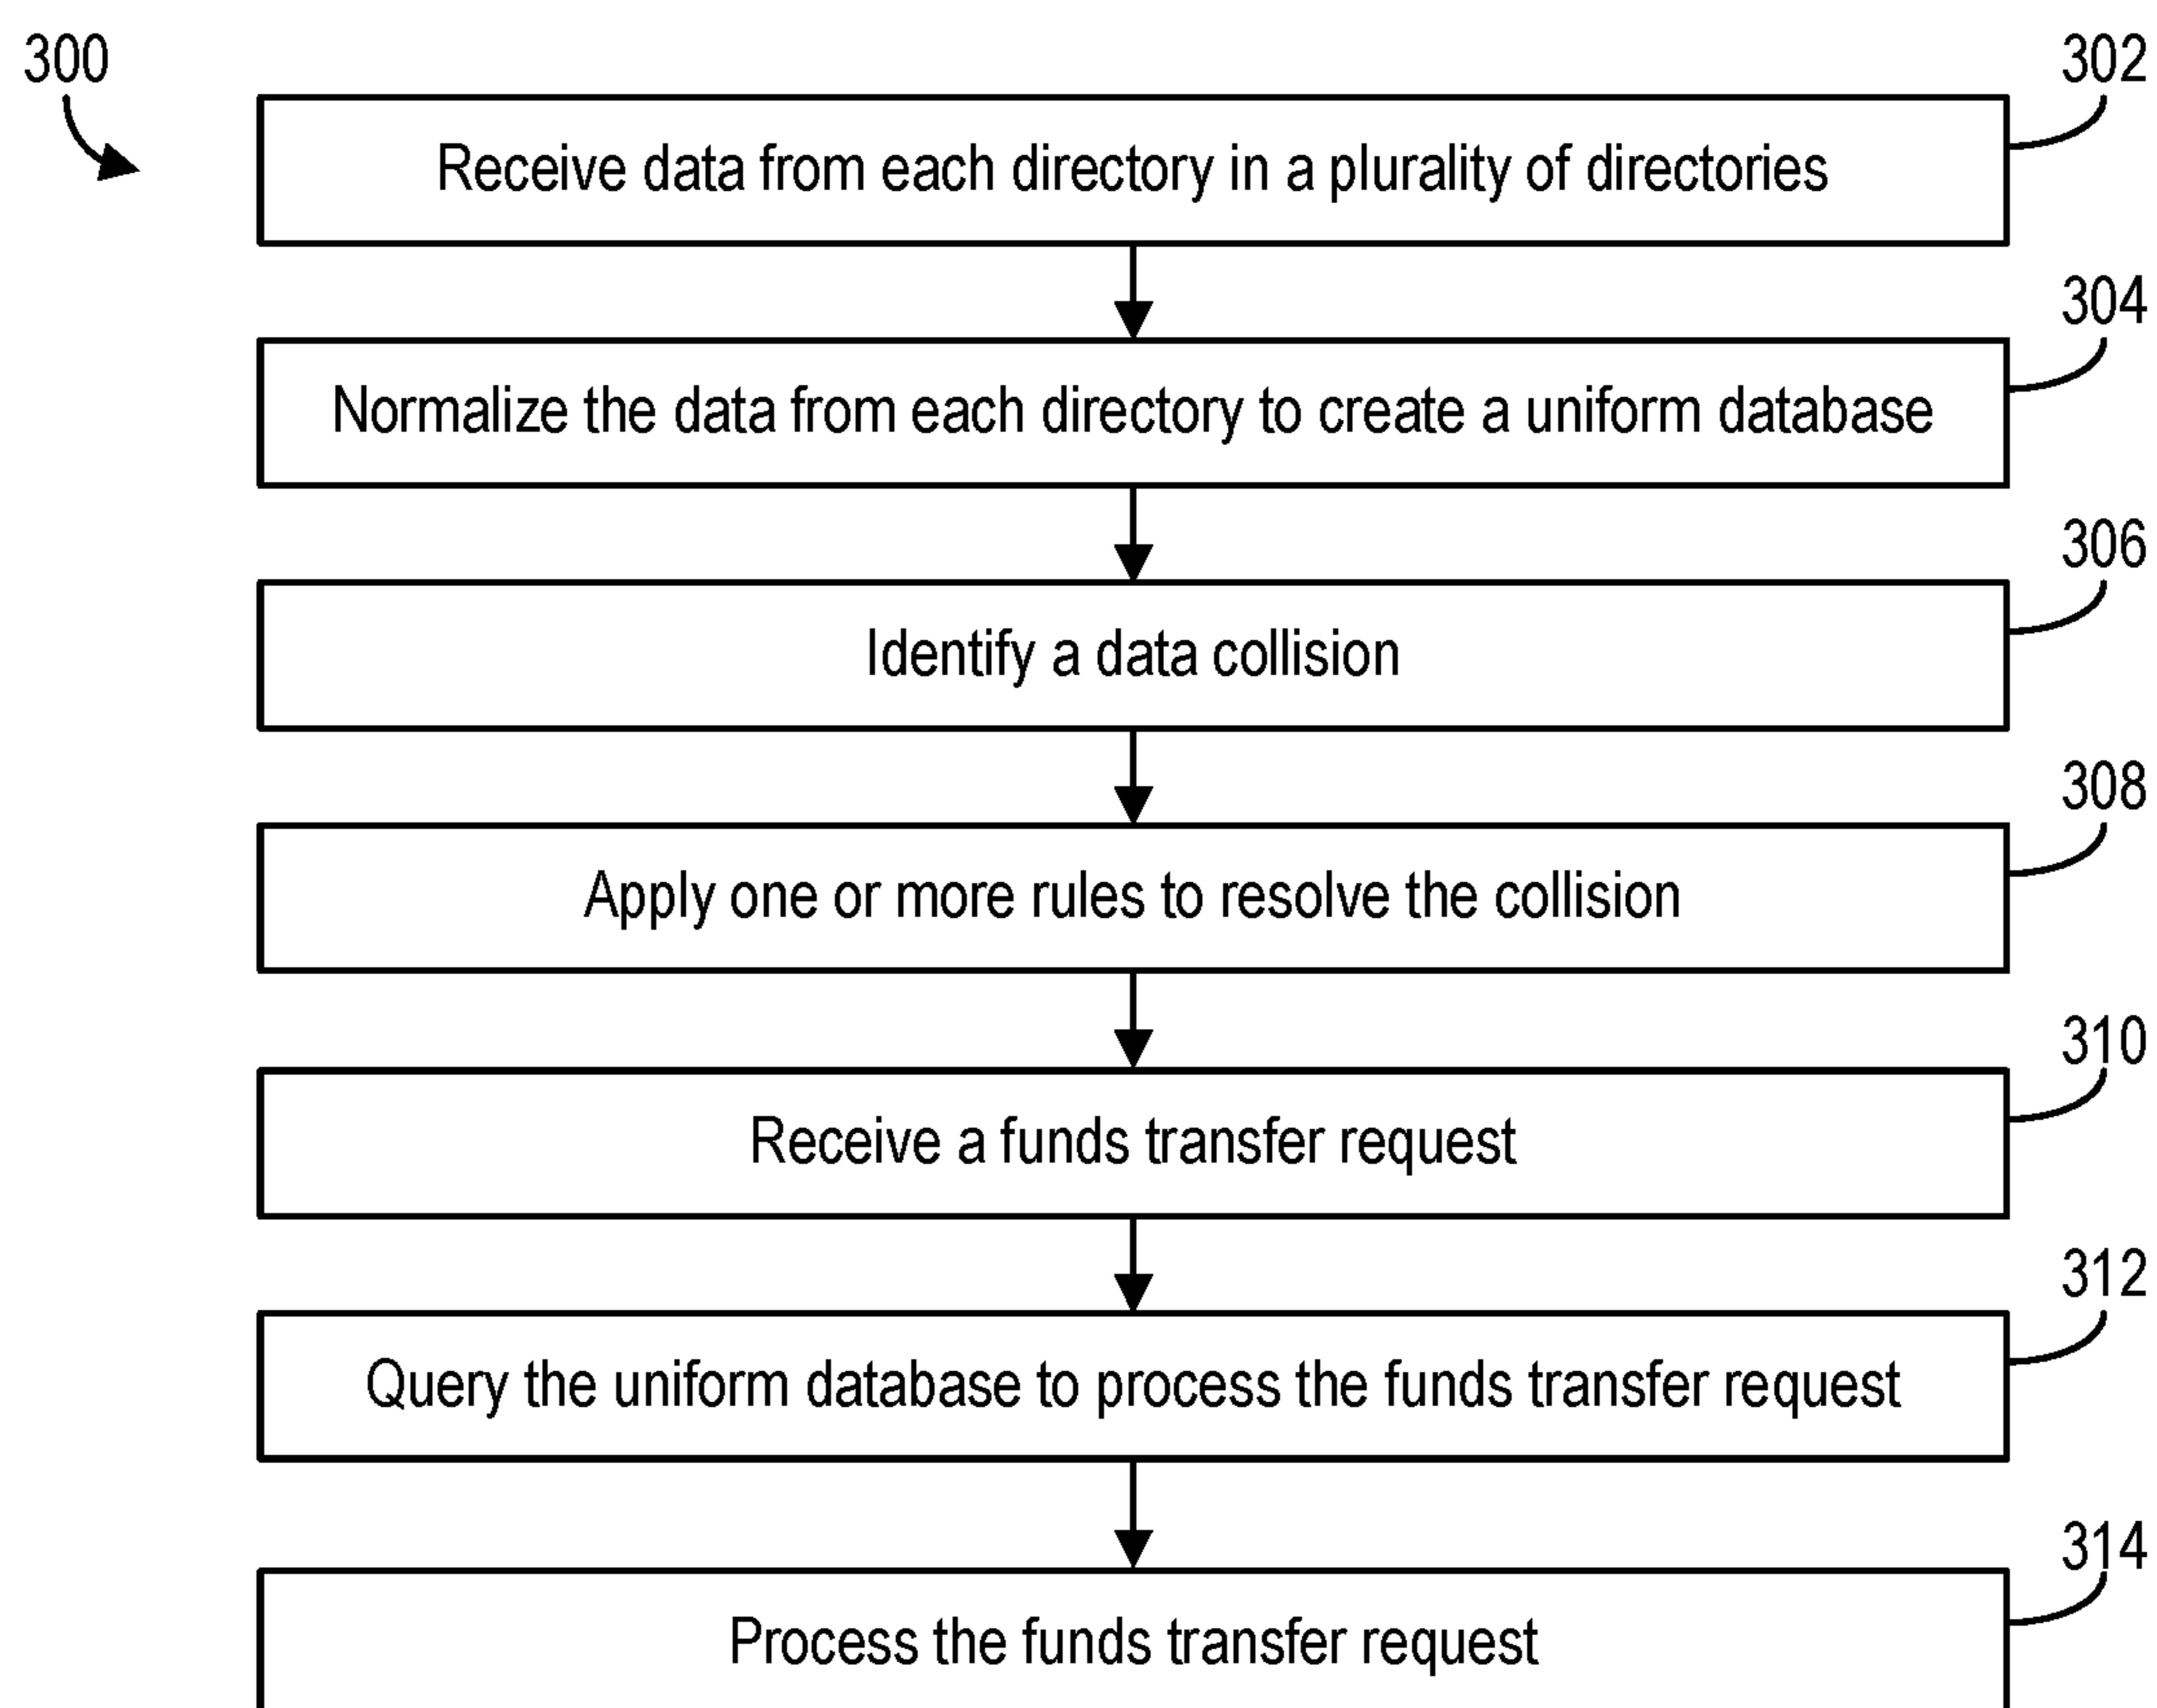 300
302
Receive data from each directory in a plurality of directories
304
Normalize the data from each directory to create a uniform database
306
Identify a data collision
308
Apply one or more rules to resolve the collision
310
Receive a funds transfer request
312
Query the uniform database to process the funds transfer request
314
Process the funds transfer request